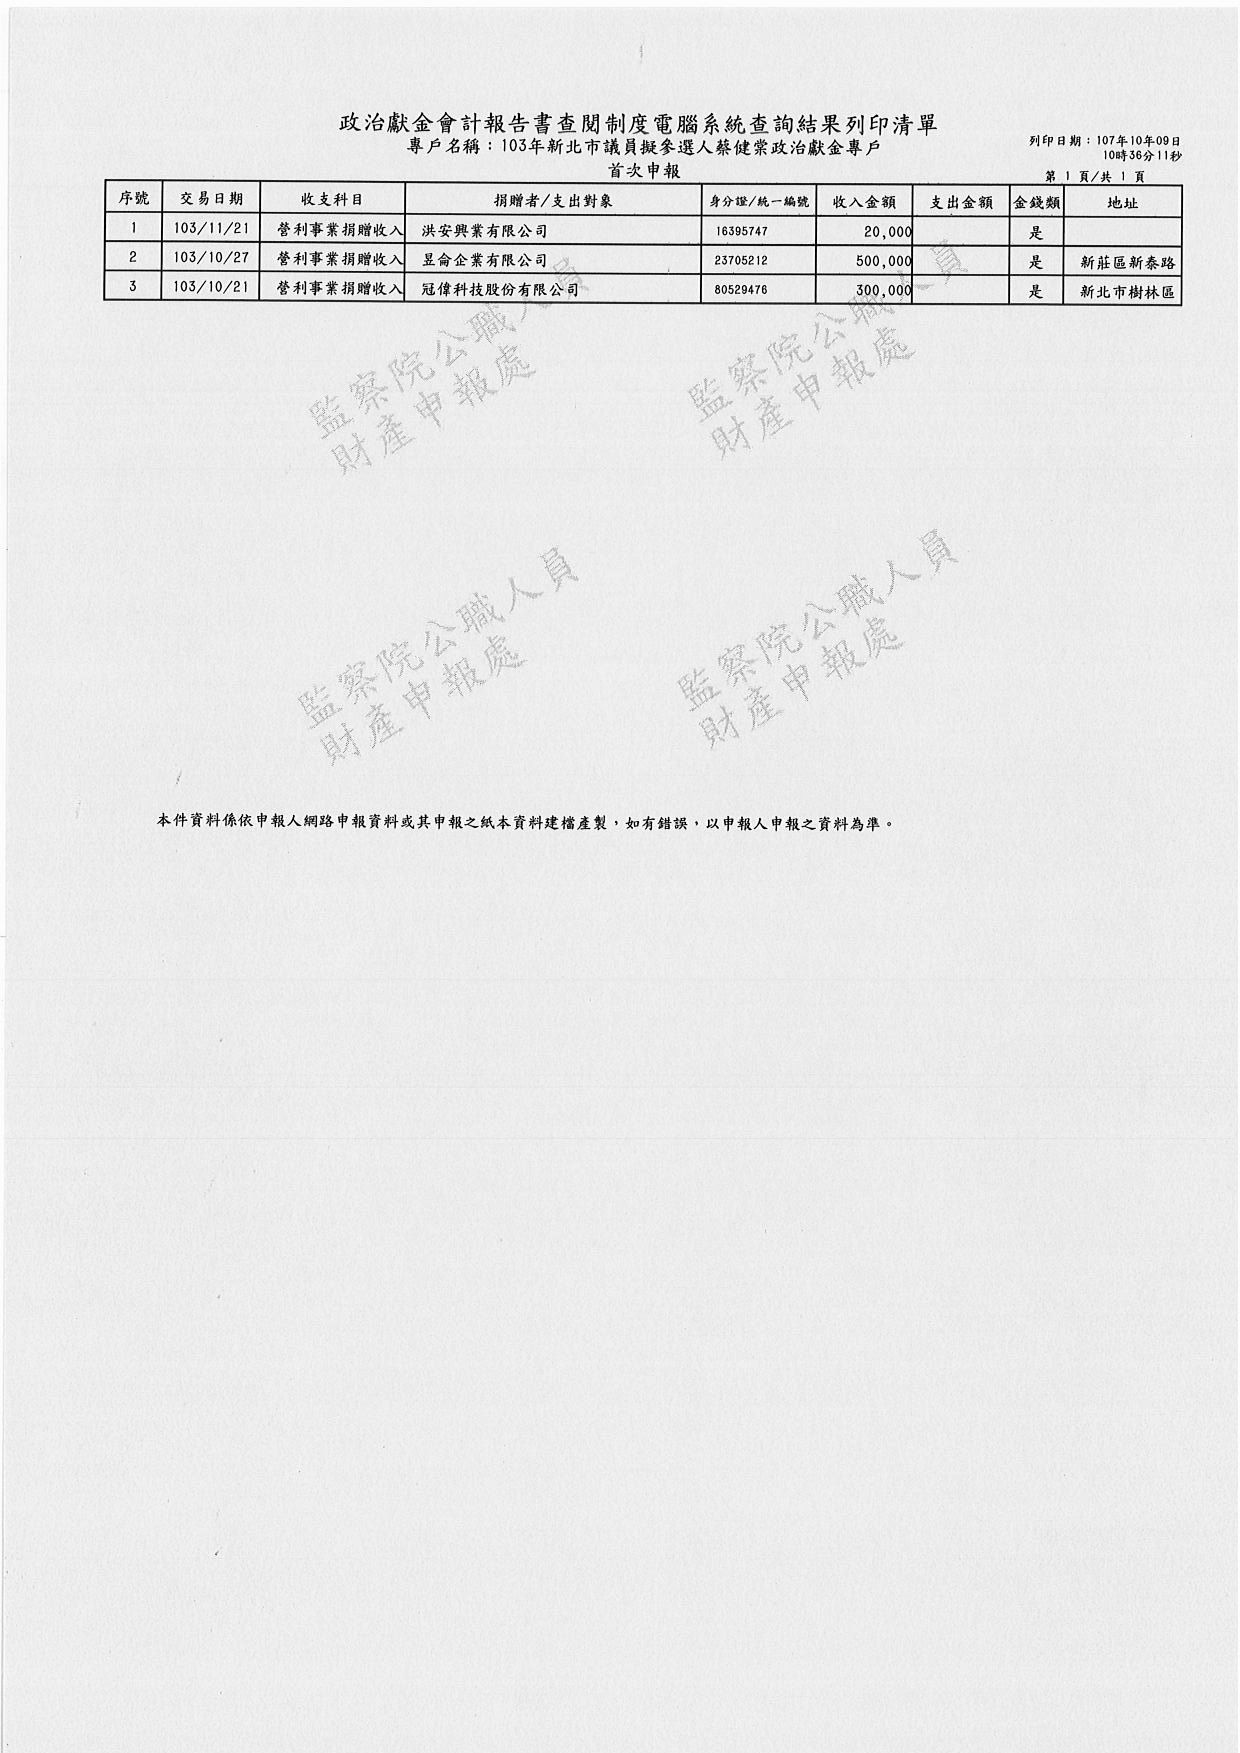 政治獻金會計報告書查閱制度電腦系統查詢結果列印清單
專戶名稱：103年新北市議員擬參選人蔡健棠政治獻金專戶
首次申報
列印日期：107年10月09日
10時36分11秒
第 1 頁/共 1 頁
序號 交易日期 收支科目 捐贈者/支出對象 身分證/統一編號 收入金額 支出金額 金錢類 地址
1 103/11/21 營利事業捐贈收入 洪安興業有限公司 16395747 20,000 是
2 103/10/27 營利事業捐贈收入 昱侖企業有限公司 23705212 500,000 是 新莊區新泰路
3 103/10/21 營利事業捐贈收入 冠偉科技股份有限公司 80529476 300,000 是 新北市樹林區
監察院公職人員
財產申報處
監察院公職人員
財產申報處
監察院公職人員
財產申報處
監察院公職人員
財產申報處
本件資料係依申報人網路申報資料或其申報之紙本資料建檔產製，如有錯誤，以申報人申報之資料為準。